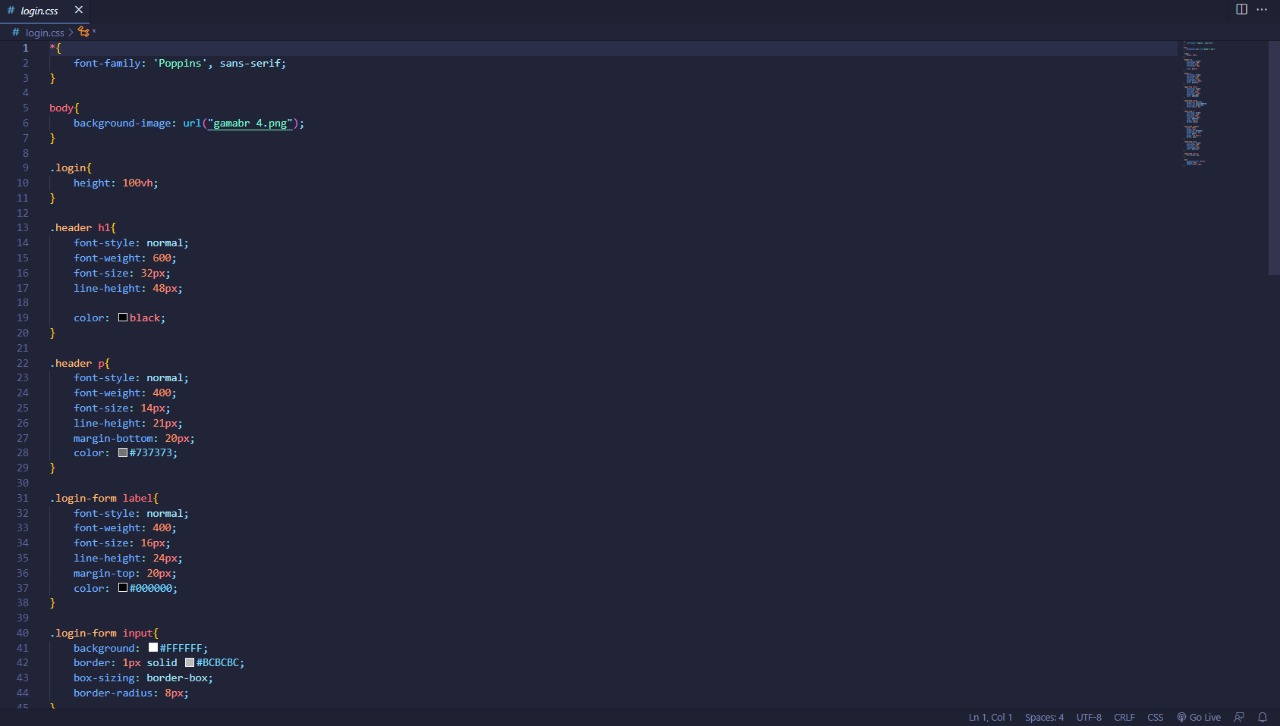 # login.css ×
# login.css > *
1 *{
2 font-family: 'Poppins', sans-serif;
3 }
4
5 body{
6 background-image: url("gamabr 4.png");
7 }
8
9 .login{
10 height: 100vh;
11 }
12
13 .header h1{
14 font-style: normal;
15 font-weight: 600;
16 font-size: 32px;
17 line-height: 48px;
18
19 color: black;
20 }
21
22 .header p{
23 font-style: normal;
24 font-weight: 400;
25 font-size: 14px;
26 line-height: 21px;
27 margin-bottom: 20px;
28 color: #737373;
29 }
30
31 .login-form label{
32 font-style: normal;
33 font-weight: 400;
34 font-size: 16px;
35 line-height: 24px;
36 margin-top: 20px;
37 color: #000000;
38 }
39
40 .login-form input{
41 background: #FFFFFF;
42 border: 1px solid #BCBCBC;
43 box-sizing: border-box;
44 border-radius: 8px;
45 }
Ln 1, Col 1 Spaces: 4 UTF-8 CRLF CSS Go Live